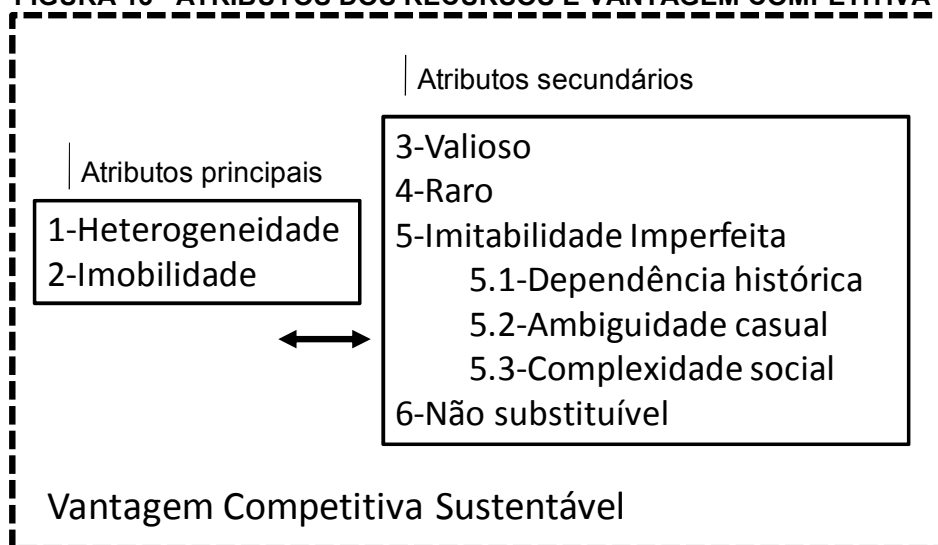 FIGURA 10 - ATRIBUTOS DOS RECURSOS E VANTAGEM COMPETITIVA
Atributos secundários
3-Valioso
4-Raro
5-Imitabilidade Imperfeita
5.1-Dependência histórica
5.2-Ambiguidade casual
5.3-Complexidade social
6-Não substituível
Atributos principais
1-Heterogeneidade
2-Imobilidade
Vantagem Competitiva Sustentável